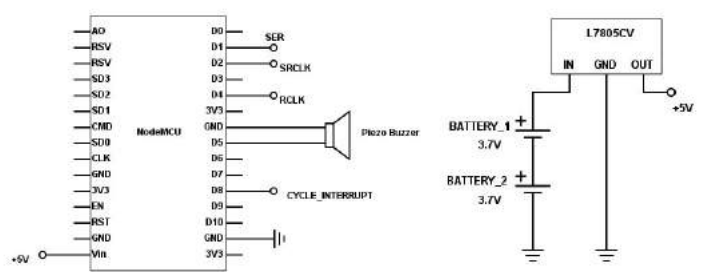 AO
RSV
RSV
SD3
SD2
SD1
CMD
SD0
CLK
GND
3V3
EN
RST
GND
Vin
+5V
NodeMCU
D0
D1
D2
D3
D4
3V3
GND
D5
D6
D7
D8
D9
D10
GND
3V3
SER
SRCLK
RCLK
Piezo Buzzer
CYCLE_INTERRUPT
L7805CV
IN GND OUT
+5V
BATTERY_1
+
3.7V
BATTERY_2
+
3.7V